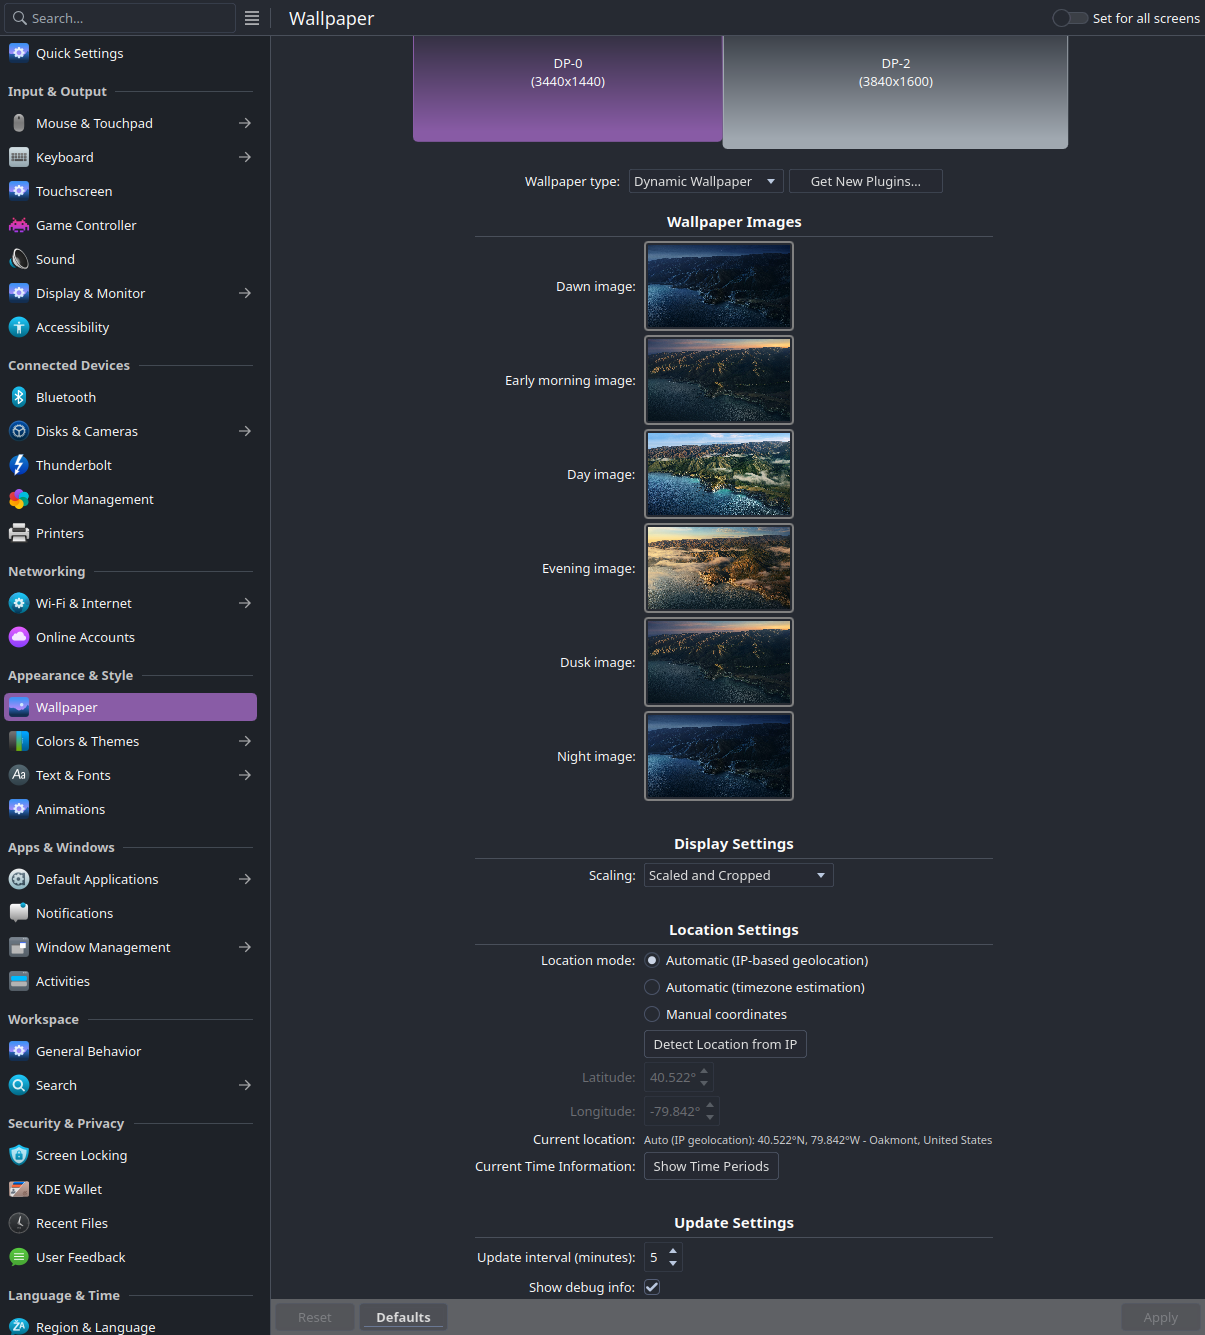 Search...
Wallpaper
Set for all screens
Quick Settings
Input & Output
Mouse & Touchpad
Keyboard
Touchscreen
Game Controller
Sound
Display & Monitor
Accessibility
Connected Devices
Bluetooth
Disks & Cameras
Thunderbolt
Color Management
Printers
Networking
Wi-Fi & Internet
Online Accounts
Appearance & Style
Wallpaper
Colors & Themes
Aa
Text & Fonts
Animations
Apps & Windows
Default Applications
Notifications
Window Management
Activities
Workspace
General Behavior
Search
Security & Privacy
Screen Locking
KDE Wallet
Recent Files
User Feedback
Language & Time
Region & Language
DP-0
(3440x1440)
DP-2
(3840x1600)
Wallpaper type: Dynamic Wallpaper Get New Plugins...
Wallpaper Images
Dawn image:
Early morning image:
Day image:
Evening image:
Dusk image:
Night image:
Display Settings
Scaling: Scaled and Cropped
Location Settings
Location mode: Automatic (IP-based geolocation)
Automatic (timezone estimation)
Manual coordinates
Detect Location from IP
Latitude: 40.522°
Longitude: -79.842°
Current location: Auto (IP geolocation): 40.522°N, 79.842°W - Oakmont, United States
Current Time Information: Show Time Periods
Update Settings
Update interval (minutes): 5
Show debug info:
Reset
Defaults
Apply